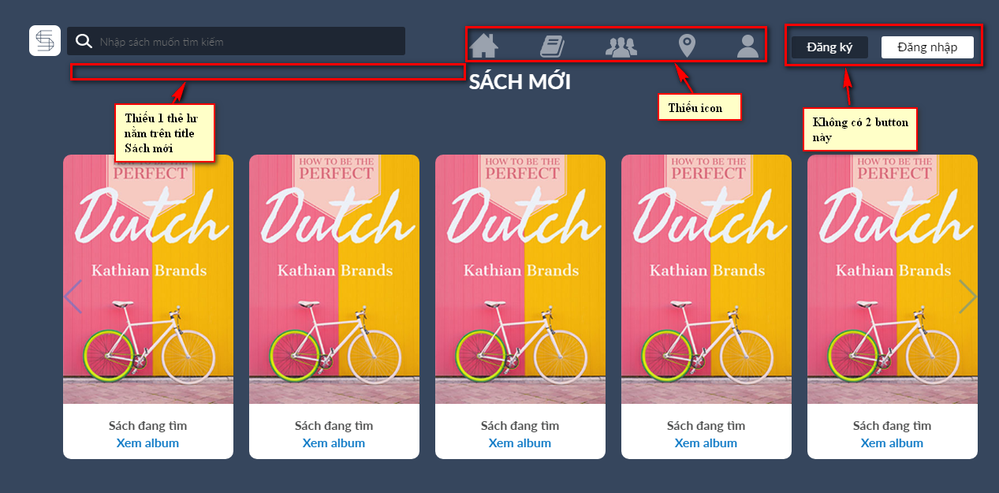 Nhập sách muốn tìm kiếm
Đăng ký
Đăng nhập
SÁCH MỚI
Thiếu 1 thẻ hr
nằm trên title
Sách mới
Thiếu icon
Không có 2 button
này
HOW TO BE THE
PERFECT
Dutch
Kathian Brands
Sách đang tìm
Xem album
HOW TO BE THE
PERFECT
Dutch
Kathian Brands
Sách đang tìm
Xem album
HOW TO BE THE
PERFECT
Dutch
Kathian Brands
Sách đang tìm
Xem album
HOW TO BE THE
PERFECT
Dutch
Kathian Brands
Sách đang tìm
Xem album
HOW TO BE THE
PERFECT
Dutch
Kathian Brands
Sách đang tìm
Xem album